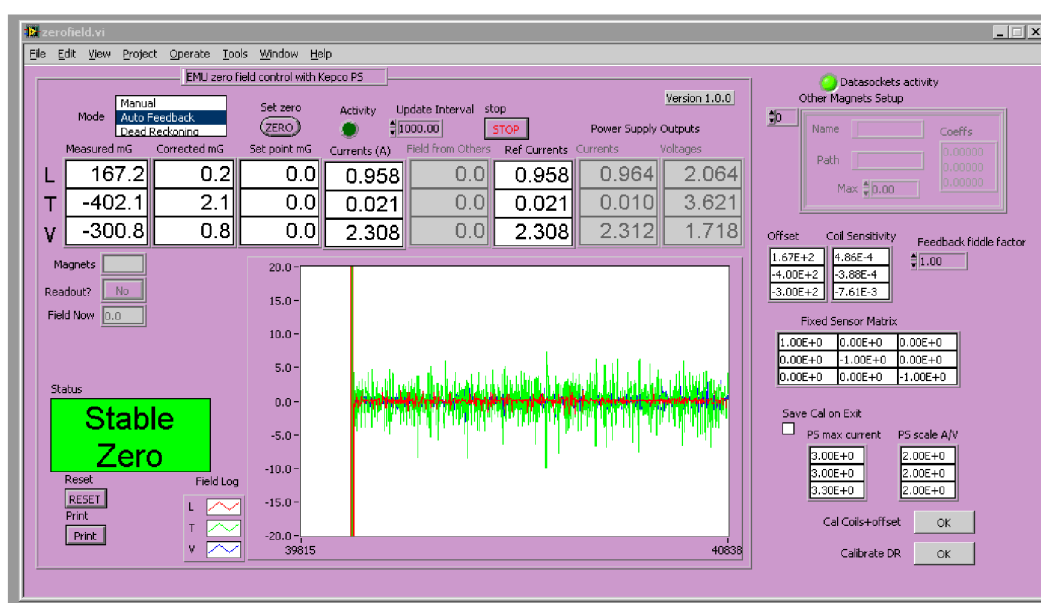 zerofield.vi
File Edit View Project Operate Tools Window Help
EMU zero field control with Kepco PS
Datasockets activity
Version 1.0.0
Other Magnets Setup
Mode
Manual
Auto Feedback
Dead Reckoning
Set zero
ZERO
Activity
Update Interval
1000.00
stop
STOP
Power Supply Outputs
0
Name
Coeffs
0.00000
0.00000
0.00000
Path
Max 0.00
Measured mG Corrected mG Set point mG Currents (A) Field from Others Ref Currents Currents Voltages
L 167.2 0.2 0.0 0.958 0.0 0.958 0.964 2.064
T -402.1 2.1 0.0 0.021 0.0 0.021 0.010 3.621
V -300.8 0.8 0.0 2.308 0.0 2.308 2.312 1.718
Offset Coil Sensitivity Feedback fiddle factor
1.67E+2 4.86E-4 1.00
-4.00E+2 -3.88E-4
-3.00E+2 -7.61E-3
Magnets
Readout? No
Field Now 0.0
20.0
15.0
10.0
5.0
0.0
-5.0
-10.0
-15.0
-20.0
39815 40838
Fixed Sensor Matrix
1.00E+0 0.00E+0 0.00E+0
0.00E+0 -1.00E+0 0.00E+0
0.00E+0 0.00E+0 -1.00E+0
Status
Stable
Zero
Save Cal on Exit
PS max current PS scale A/V
3.00E+0 2.00E+0
3.00E+0 2.00E+0
3.30E+0 2.00E+0
Reset
RESET
Print
Print
Field Log
L
T
V
Cal Coils+offset OK
Calibrate DR OK